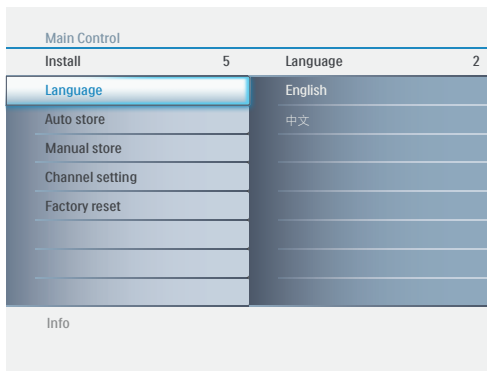 Main Control
Install 5 Language 2
Language English
Auto store 中文
Manual store
Channel setting
Factory reset
Info